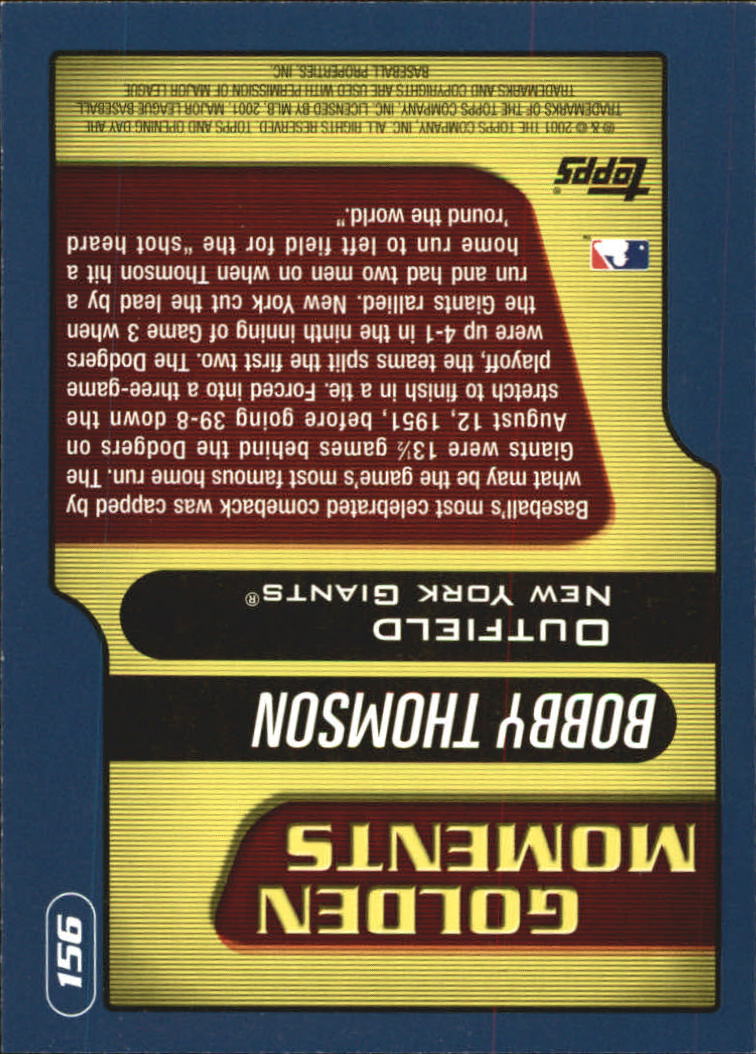 156
GOLDEN
MOMENTS
BOBBY THOMSON
OUTFIELD
NEW YORK GIANTS®
Baseball's most celebrated comeback was capped by
what may be the game's most famous home run. The
Giants were 13½ games behind the Dodgers on
August 12, 1951, before going 39-8 down the
stretch to finish in a tie. Forced into a three-game
playoff, the teams split the first two. The Dodgers
were up 4-1 in the ninth inning of Game 3 when
the Giants rallied. New York cut the lead by a
run and had two men on when Thomson hit a
home run to left field for the "shot heard
'round the world."
™
topps®
® & © 2001 THE TOPPS COMPANY, INC. ALL RIGHTS RESERVED. TOPPS AND OPENING DAY ARE
TRADEMARKS OF THE TOPPS COMPANY, INC. LICENSED BY MLB 2001. MAJOR LEAGUE BASEBALL
TRADEMARKS AND COPYRIGHTS ARE USED WITH PERMISSION OF MAJOR LEAGUE
BASEBALL PROPERTIES, INC.